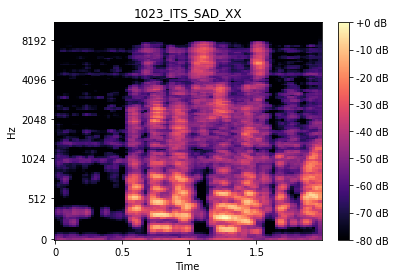 1023_ITS_SAD_XX
8192
4096
2048
1024
512
0
Hz
0
0.5
1
1.5
Time
+0 dB
-10 dB
-20 dB
-30 dB
-40 dB
-50 dB
-60 dB
-70 dB
-80 dB